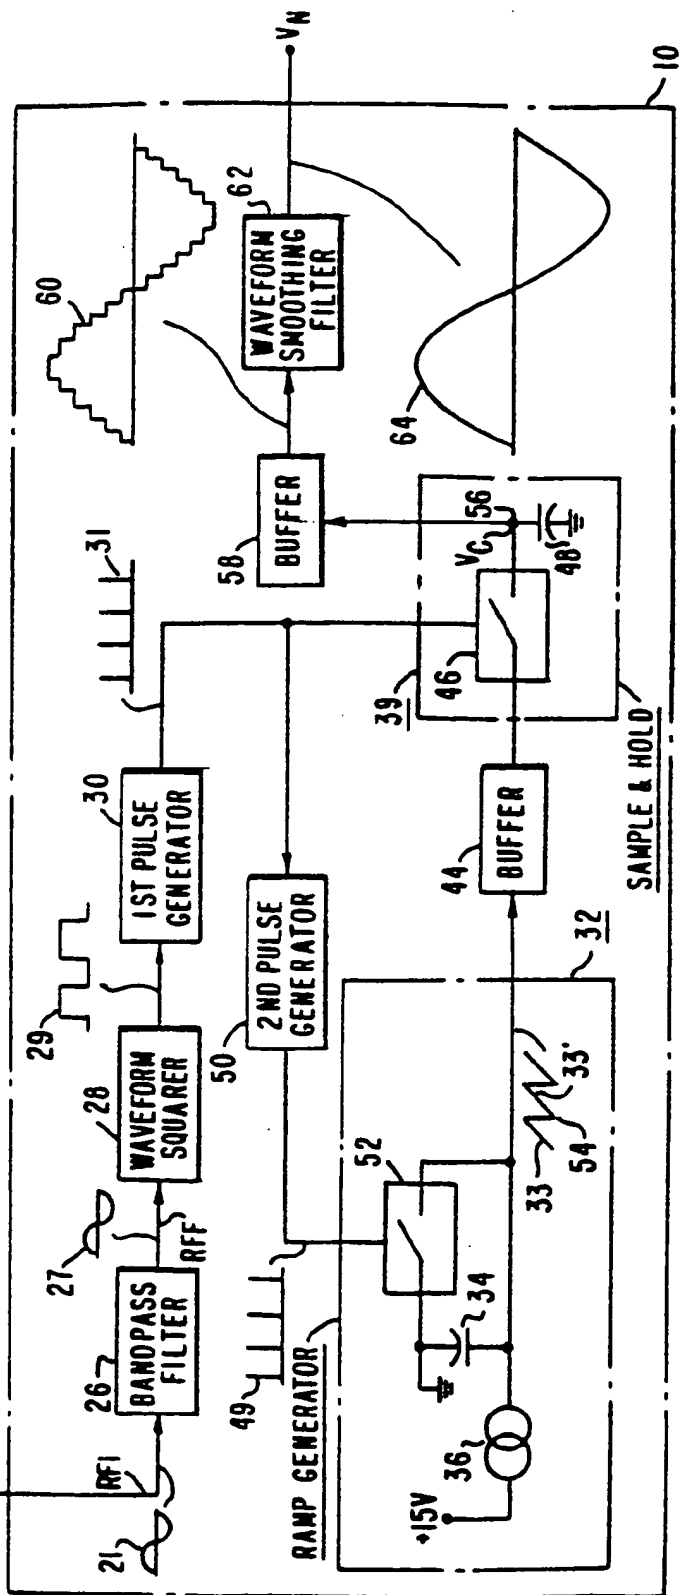 21
RFI
26
BANDPASS
FILTER
27
RFF
28
WAVEFORM
SQUARER
29
30
1ST PULSE
GENERATOR
31
60
VN
10
62
WAVEFORM
SMOOTHING
FILTER
58
BUFFER
64
49
50
2ND PULSE
GENERATOR
RAMP GENERATOR
52
34
36
+15V
33
54
33'
32
44
BUFFER
39
46
VC
56
48
SAMPLE & HOLD